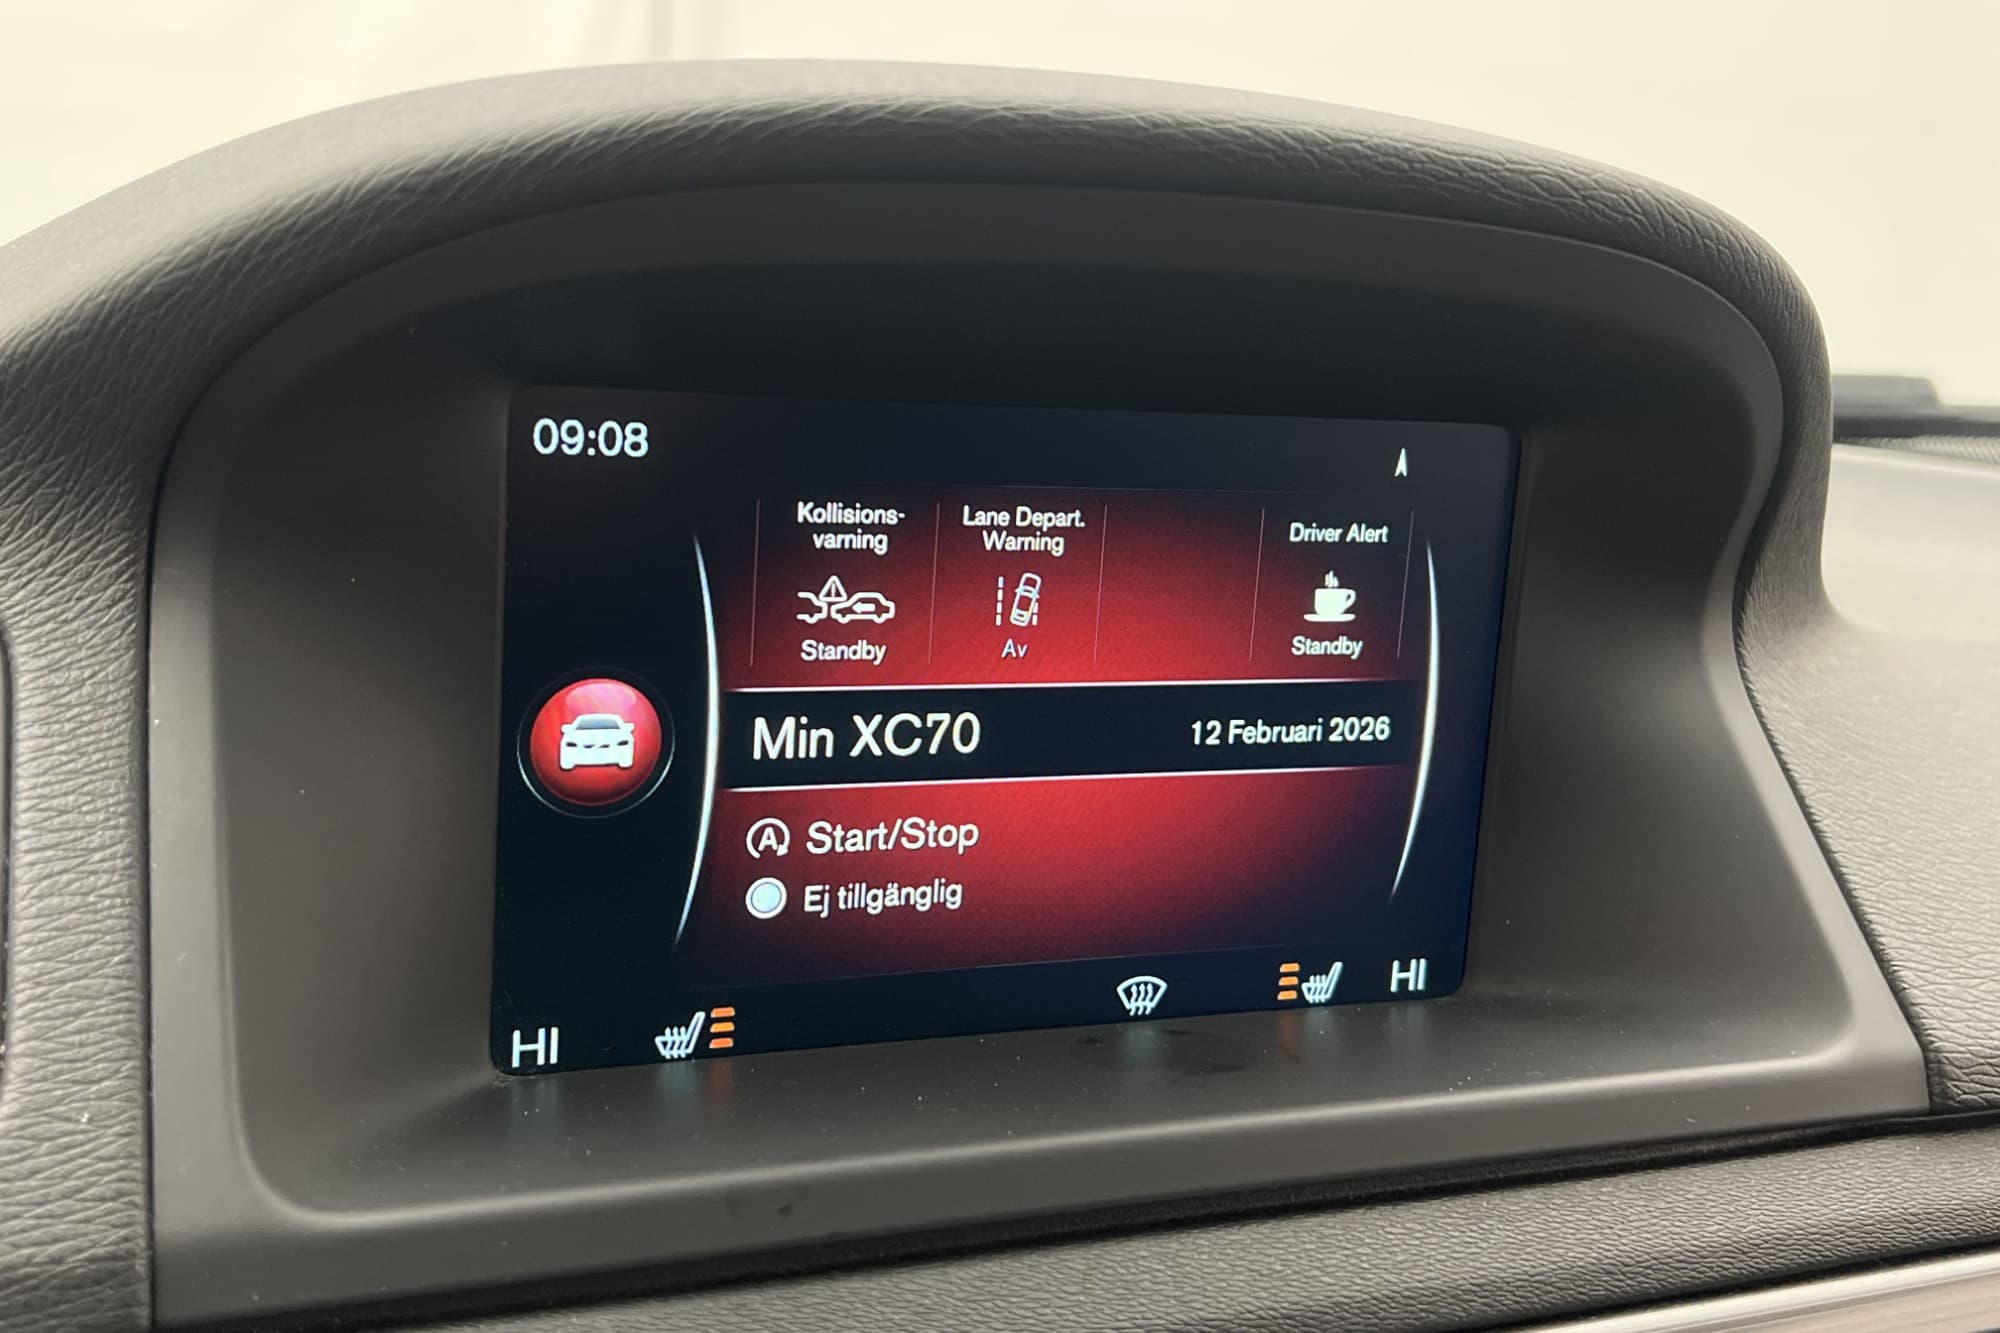 09:08
Kollisions-
varning
Standby
Lane Depart.
Warning
Av
Driver Alert
Standby
Min XC70
12 Februari 2026
Start/Stop
Ej tillgänglig
HI
HI